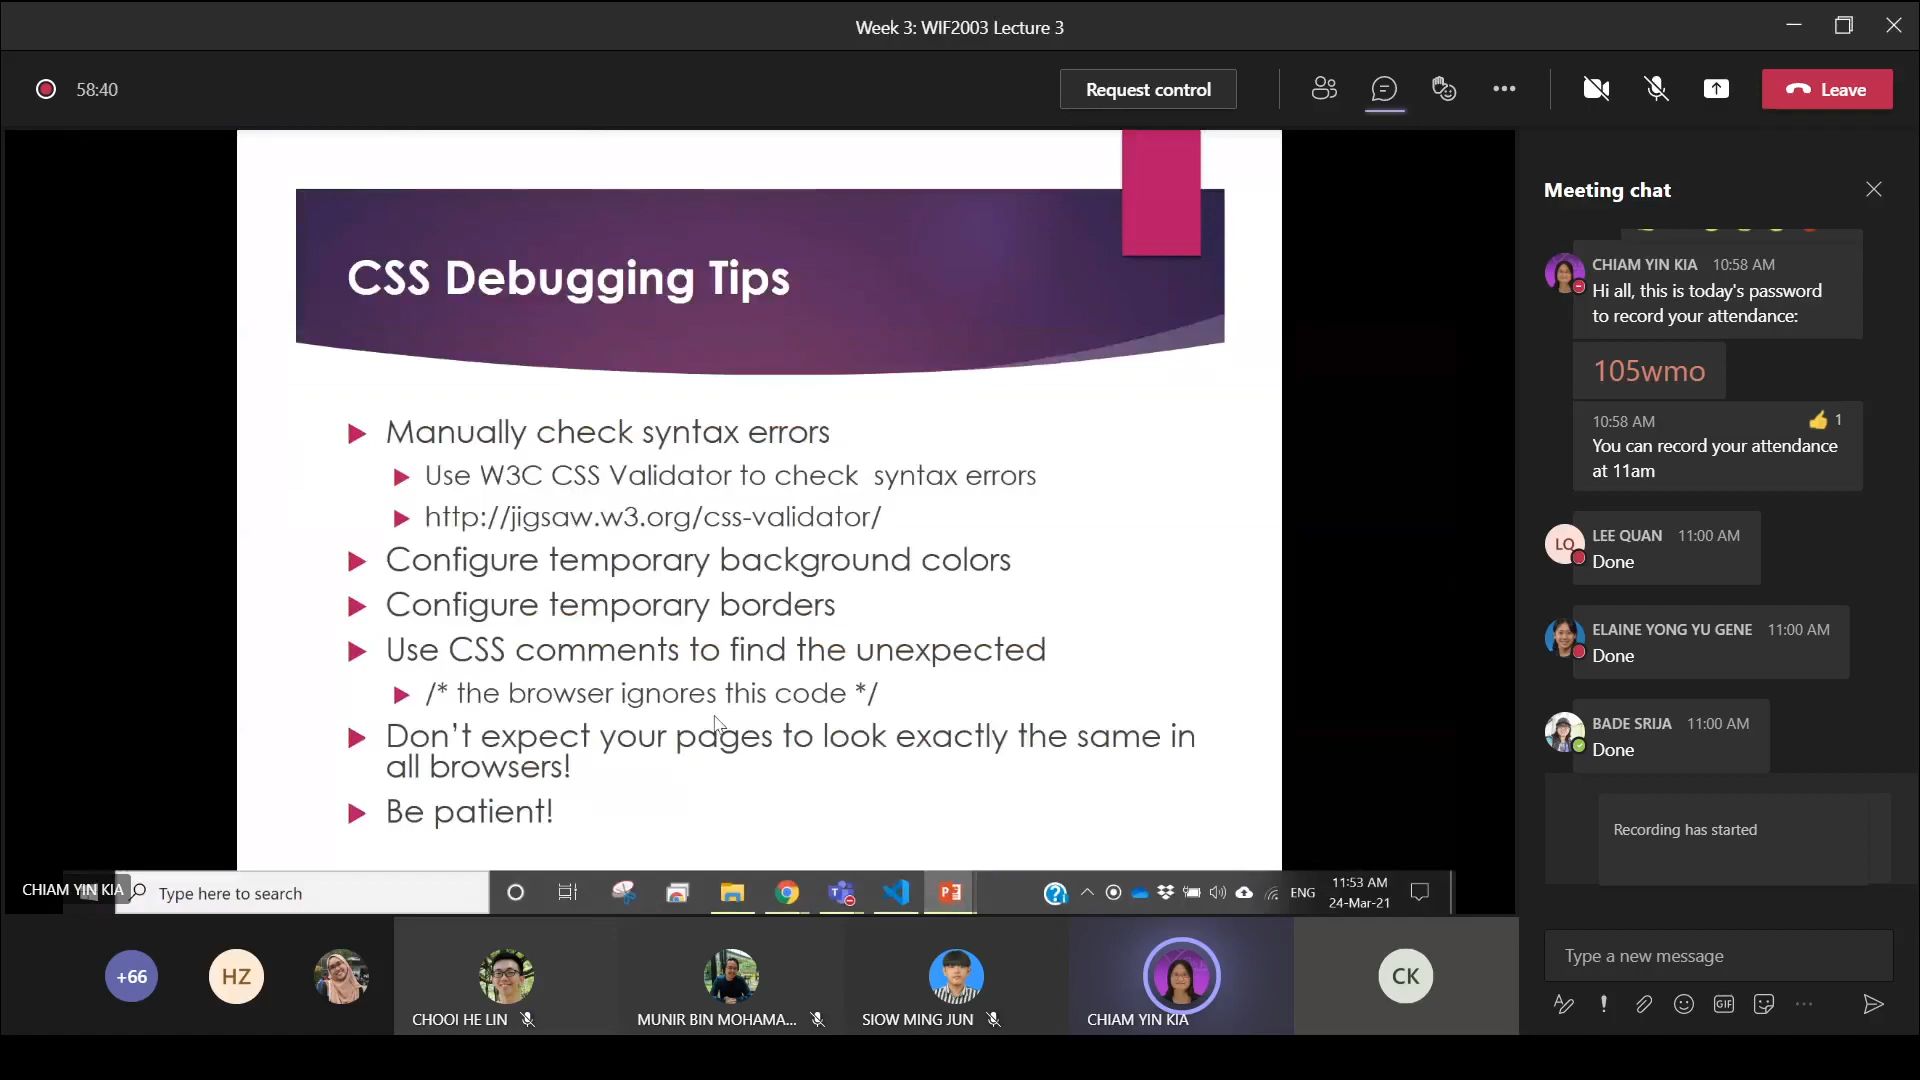 Week 3: WIF2003 Lecture 3
58:40
Request control
Leave
CSS Debugging Tips
Manually check syntax errors
Use W3C CSS Validator to check  syntax errors
http://jigsaw.w3.org/css-validator/
Configure temporary background colors
Configure temporary borders
Use CSS comments to find the unexpected
/* the browser ignores this code */
Don’t expect your pages to look exactly the same in
all browsers!
Be patient!
Meeting chat
CHIAM YIN KIA 10:58 AM
Hi all, this is today's password
to record your attendance:
105wmo
10:58 AM 1
You can record your attendance
at 11am
LQ LEE QUAN 11:00 AM
Done
ELAINE YONG YU GENE 11:00 AM
Done
BADE SRIJA 11:00 AM
Done
Recording has started
Type a new message
GIF
CHIAM YIN KIA
Type here to search
ENG
11:53 AM
24-Mar-21
+66
HZ
CHOOI HE LIN
MUNIR BIN MOHAMA...
SIOW MING JUN
CHIAM YIN KIA
CK